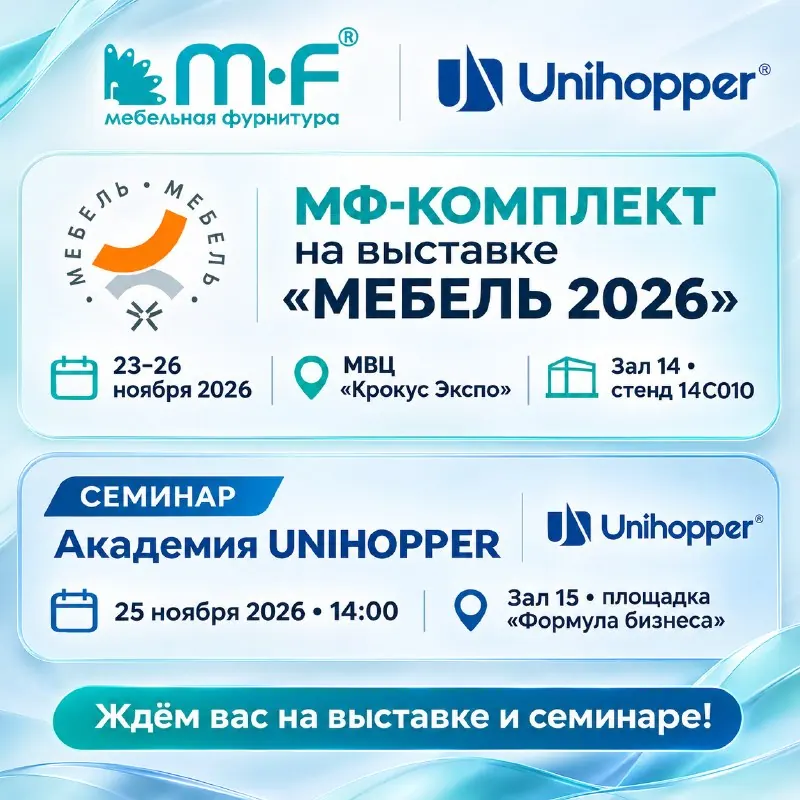 м·F®
мебельная фурнитура
Unihopper®
МЕБЕЛЬ • МЕБЕЛЬ •
МФ-КОМПЛЕКТ
на выставке
«МЕБЕЛЬ 2026»
23–26
ноября 2026
МВЦ
«Крокус Экспо»
Зал 14 •
стенд 14С010
СЕМИНАР
Академия UNIHOPPER
Unihopper®
25 ноября 2026 • 14:00
Зал 15 • площадка
«Формула бизнеса»
Ждём вас на выставке и семинаре!